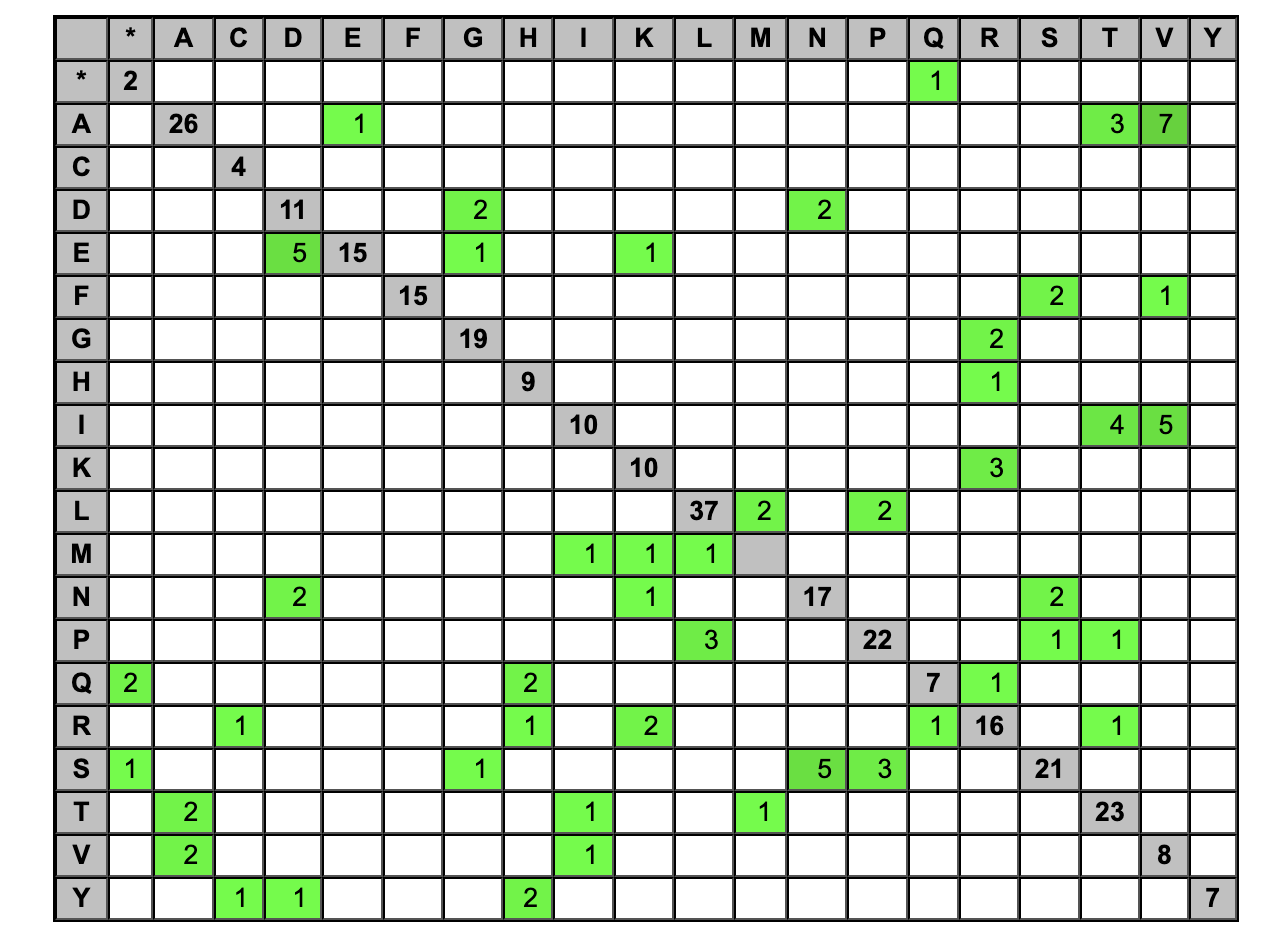 * A C D E F G H I K L M N P Q R S T V Y
* 2 1
A 26 1 3 7
C 4
D 11 2 2
E 5 15 1 1
F 15 2 1
G 19 2
H 9 1
I 10 4 5
K 10 3
L 37 2 2
M 1 1 1
N 2 1 17 2
P 3 22 1 1
Q 2 2 7 1
R 1 1 2 1 16 1
S 1 1 5 3 21
T 2 1 1 23
V 2 1 8
Y 1 1 2 7